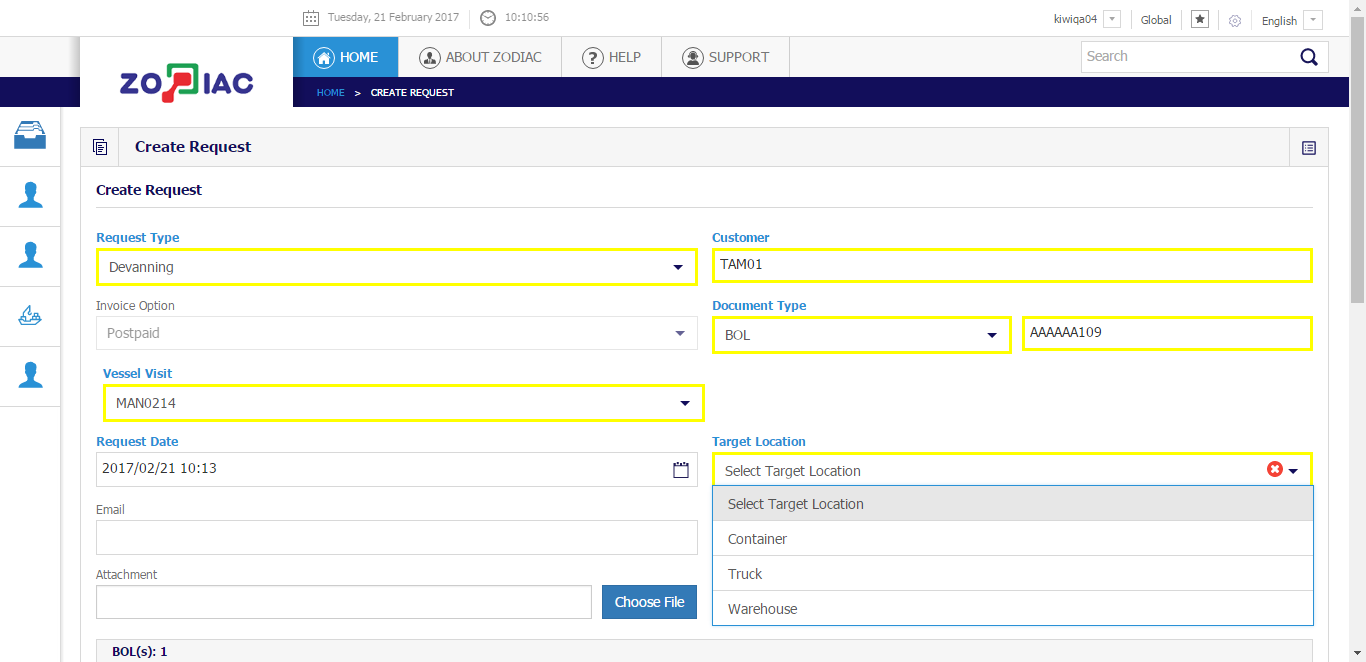 Tuesday, 21 February 2017 10:10:56 kiwiqa04 Global English
ZODIAC
HOME ABOUT ZODIAC HELP SUPPORT Search
HOME > CREATE REQUEST
Create Request
Create Request
Request Type Customer
Devanning TAM01
Invoice Option Document Type
Postpaid BOL AAAAAA109
Vessel Visit
MAN0214
Request Date Target Location
2017/02/21 10:13 Select Target Location
Email Select Target Location
Container
Attachment Truck
Choose File Warehouse
BOL(s): 1